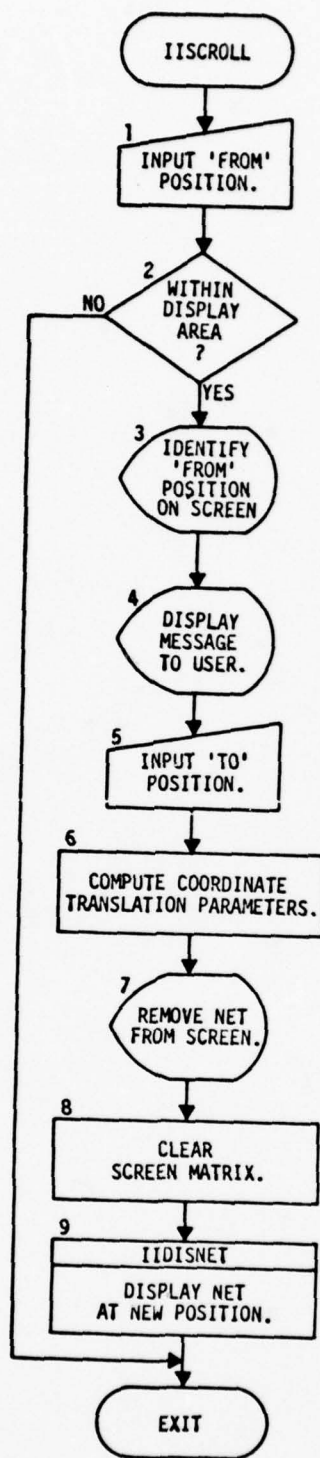 IISCROLL
1
INPUT 'FROM'
POSITION.
2
WITHIN
DISPLAY
AREA
?
NO
YES
3
IDENTIFY
'FROM'
POSITION
ON SCREEN
4
DISPLAY
MESSAGE
TO USER.
5
INPUT 'TO'
POSITION.
6
COMPUTE COORDINATE
TRANSLATION PARAMETERS.
7
REMOVE NET
FROM SCREEN.
8
CLEAR
SCREEN MATRIX.
9
IIDISNET
DISPLAY NET
AT NEW POSITION.
EXIT